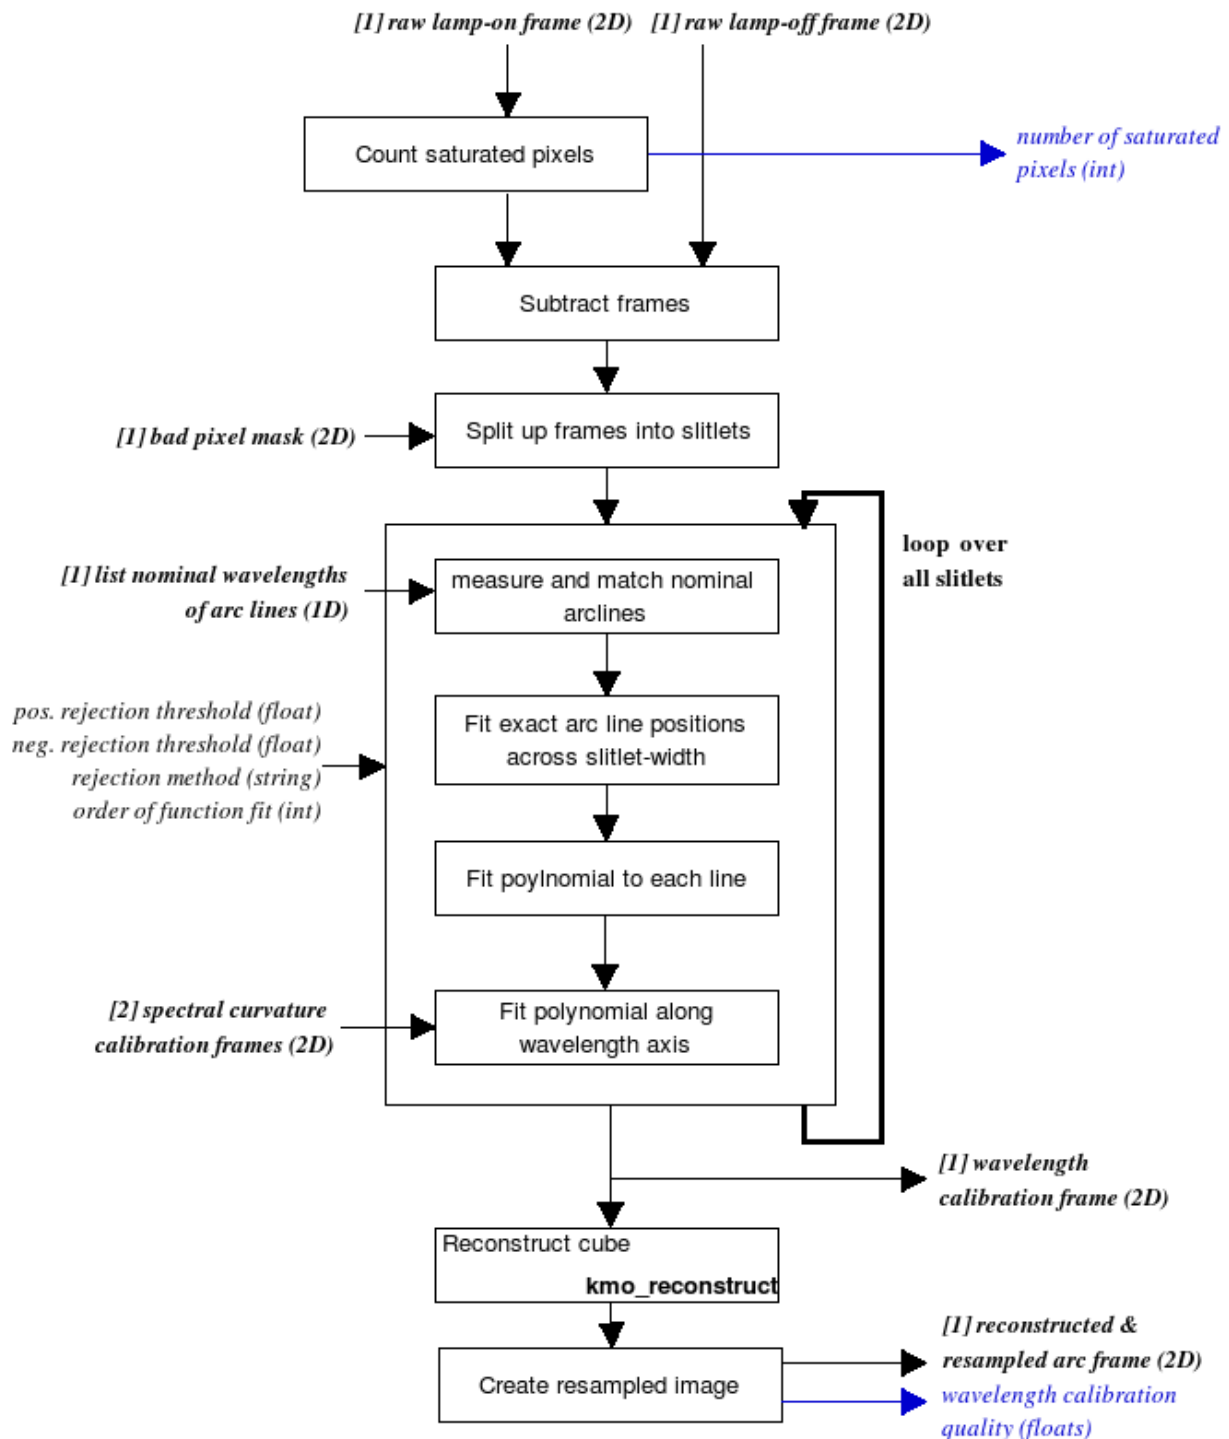 [1] raw lamp-on frame (2D) [1] raw lamp-off frame (2D)
Count saturated pixels
number of saturated
pixels (int)
Subtract frames
[1] bad pixel mask (2D)
Split up frames into slitlets
loop over
all slitlets
[1] list nominal wavelengths
of arc lines (1D)
measure and match nominal
arclines
pos. rejection threshold (float)
neg. rejection threshold (float)
rejection method (string)
order of function fit (int)
Fit exact arc line positions
across slitlet-width
Fit poylnomial to each line
[2] spectral curvature
calibration frames (2D)
Fit polynomial along
wavelength axis
[1] wavelength
calibration frame (2D)
Reconstruct cube
kmo_reconstruct
Create resampled image
[1] reconstructed &
resampled arc frame (2D)
wavelength calibration
quality (floats)